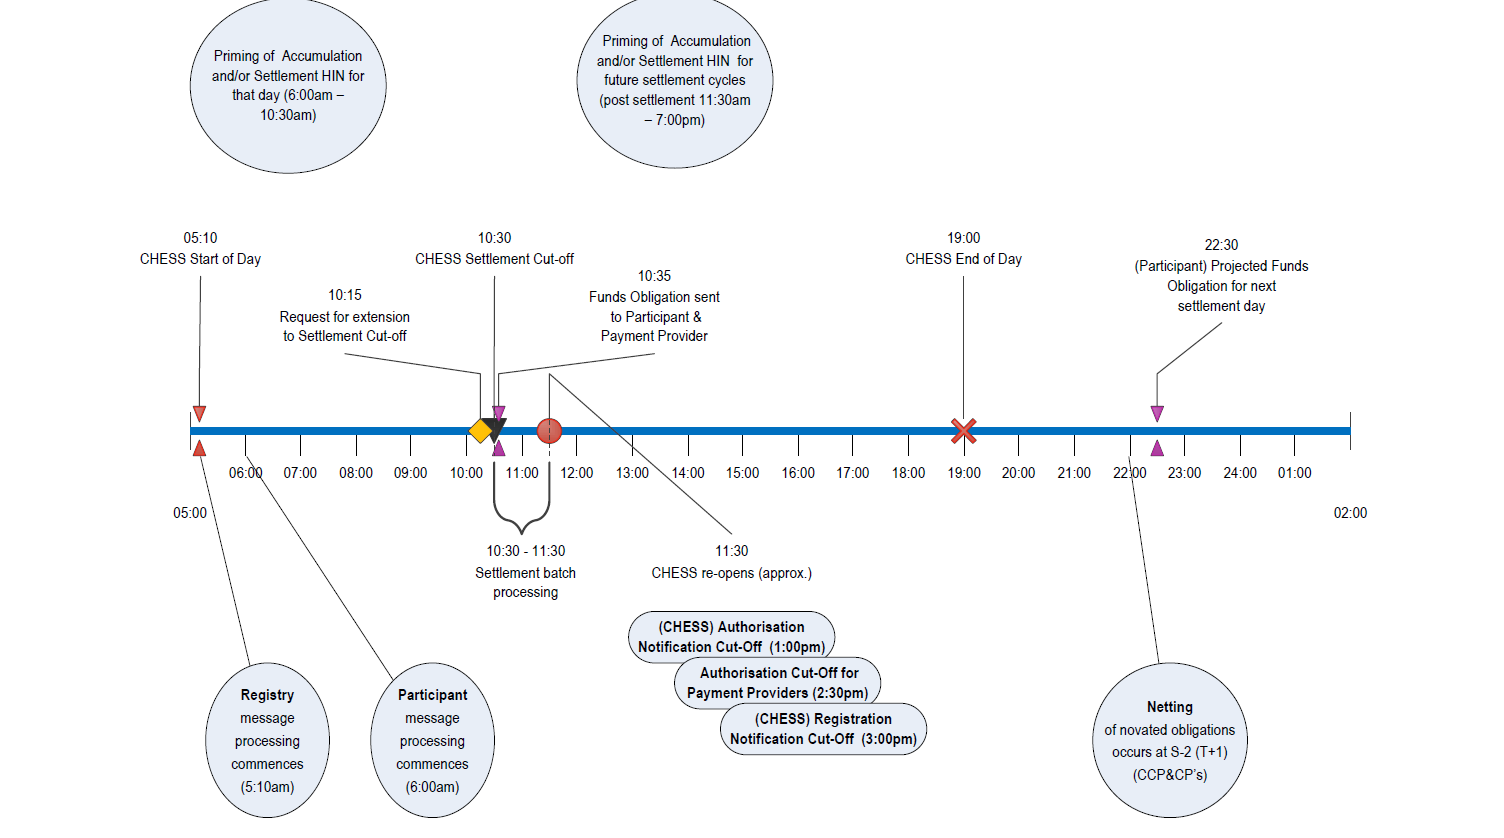 Priming of Accumulation
and/or Settlement HIN for
that day (6:00am –
10:30am)
Priming of Accumulation
and/or Settlement HIN for
future settlement cycles
(post settlement 11:30am
– 7:00pm)
05:10
CHESS Start of Day
10:15
Request for extension
to Settlement Cut-off
10:30
CHESS Settlement Cut-off
10:35
Funds Obligation sent
to Participant &
Payment Provider
19:00
CHESS End of Day
22:30
(Participant) Projected Funds
Obligation for next
settlement day
05:00
06:00
07:00
08:00
09:00
10:00
11:00
12:00
13:00
14:00
15:00
16:00
17:00
18:00
19:00
20:00
21:00
22:00
23:00
24:00
01:00
02:00
10:30 - 11:30
Settlement batch
processing
11:30
CHESS re-opens (approx.)
(CHESS) Authorisation
Notification Cut-Off (1:00pm)
Authorisation Cut-Off for
Payment Providers (2:30pm)
(CHESS) Registration
Notification Cut-Off (3:00pm)
Registry
message
processing
commences
(5:10am)
Participant
message
processing
commences
(6:00am)
Netting
of novated obligations
occurs at S-2 (T+1)
(CCP&CP's)